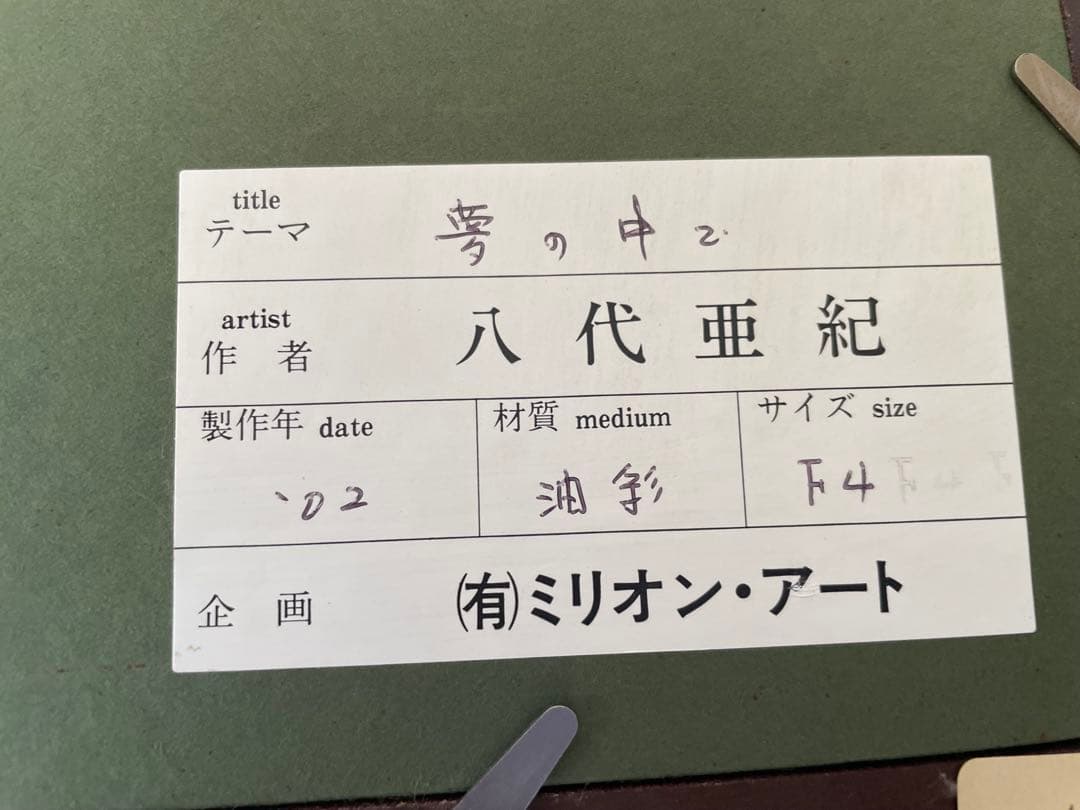 title
テーマ 夢の中で
artist
作者 八代亜紀
製作年 date 材質 medium サイズ size
'02 油彩 F4
企画 ㈲ミリオン・アート